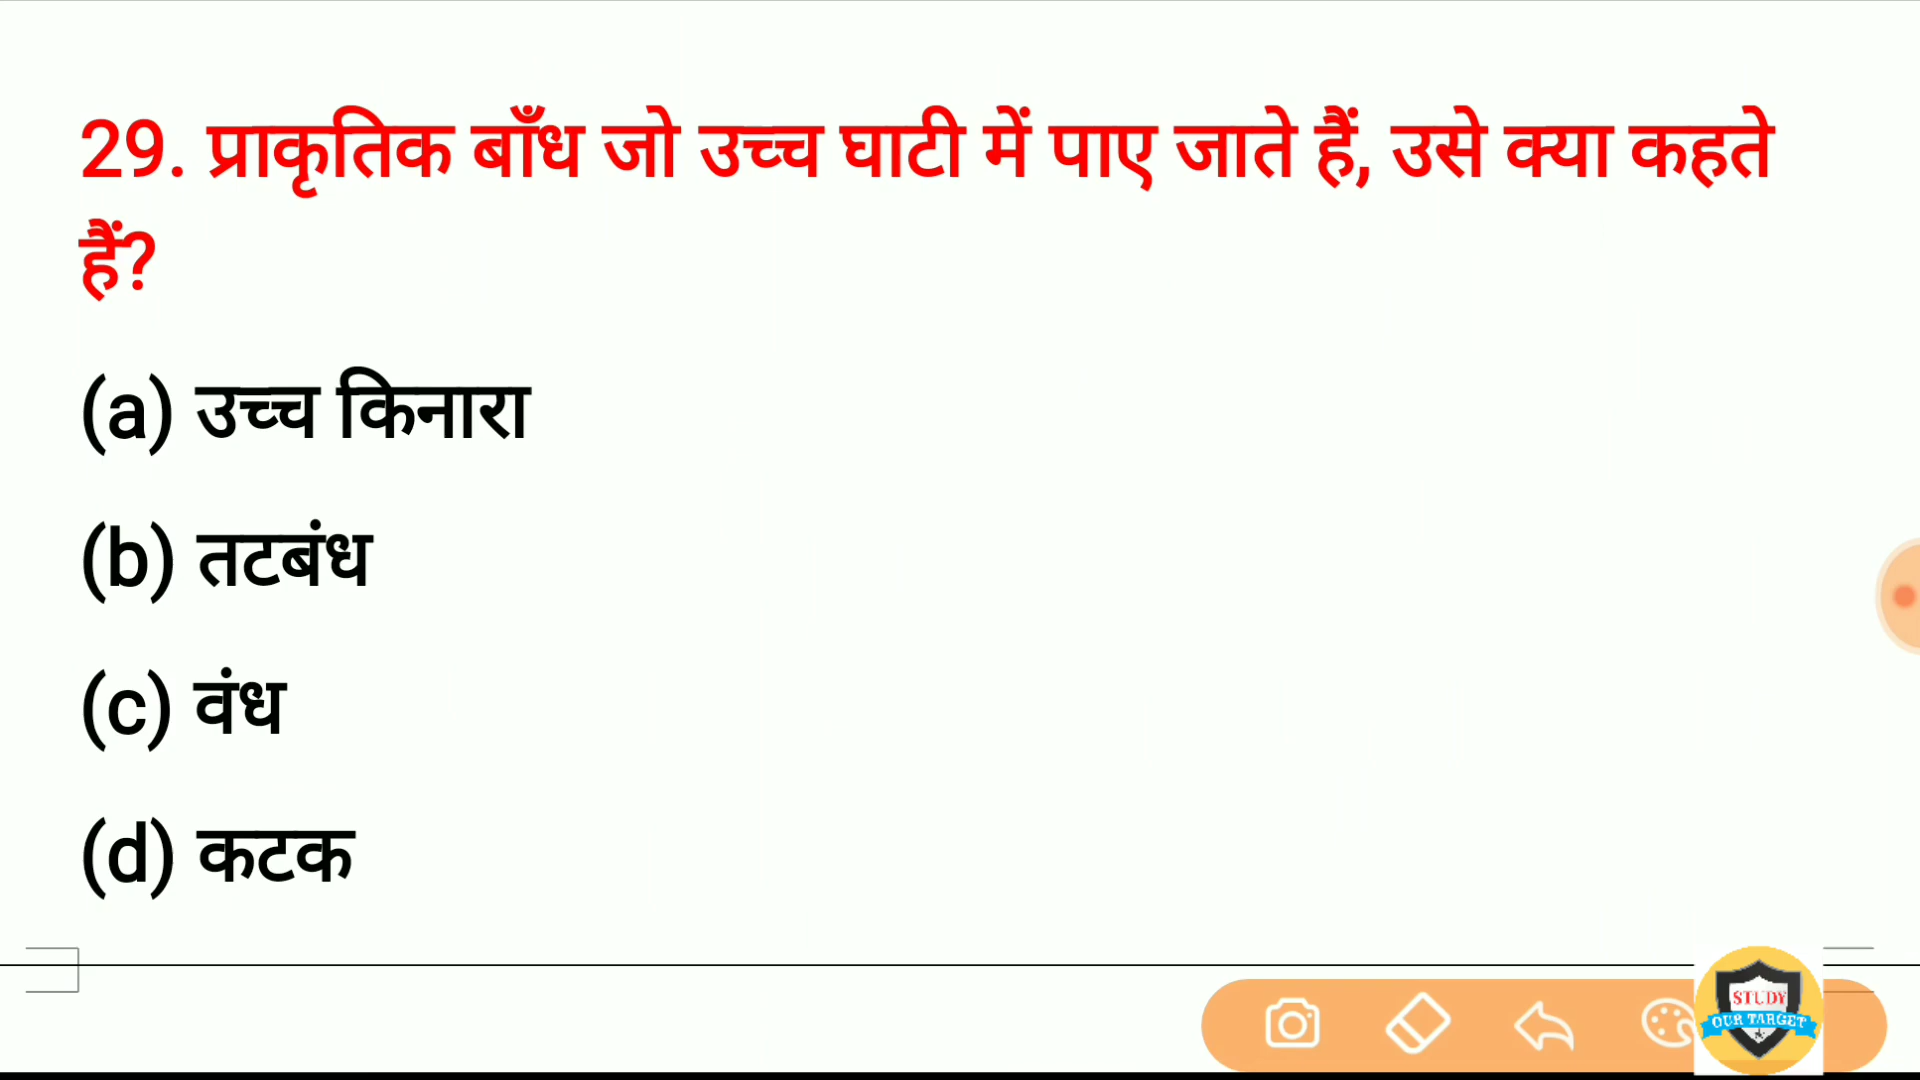 29. प्राकृतिक बाँध जो उच्च घाटी में पाए जाते हैं, उसे क्या कहते
हैं?
(a) उच्च किनारा
(b) तटबंध
(c) वंध
(d) कटक
STUDY
OUR TARGET